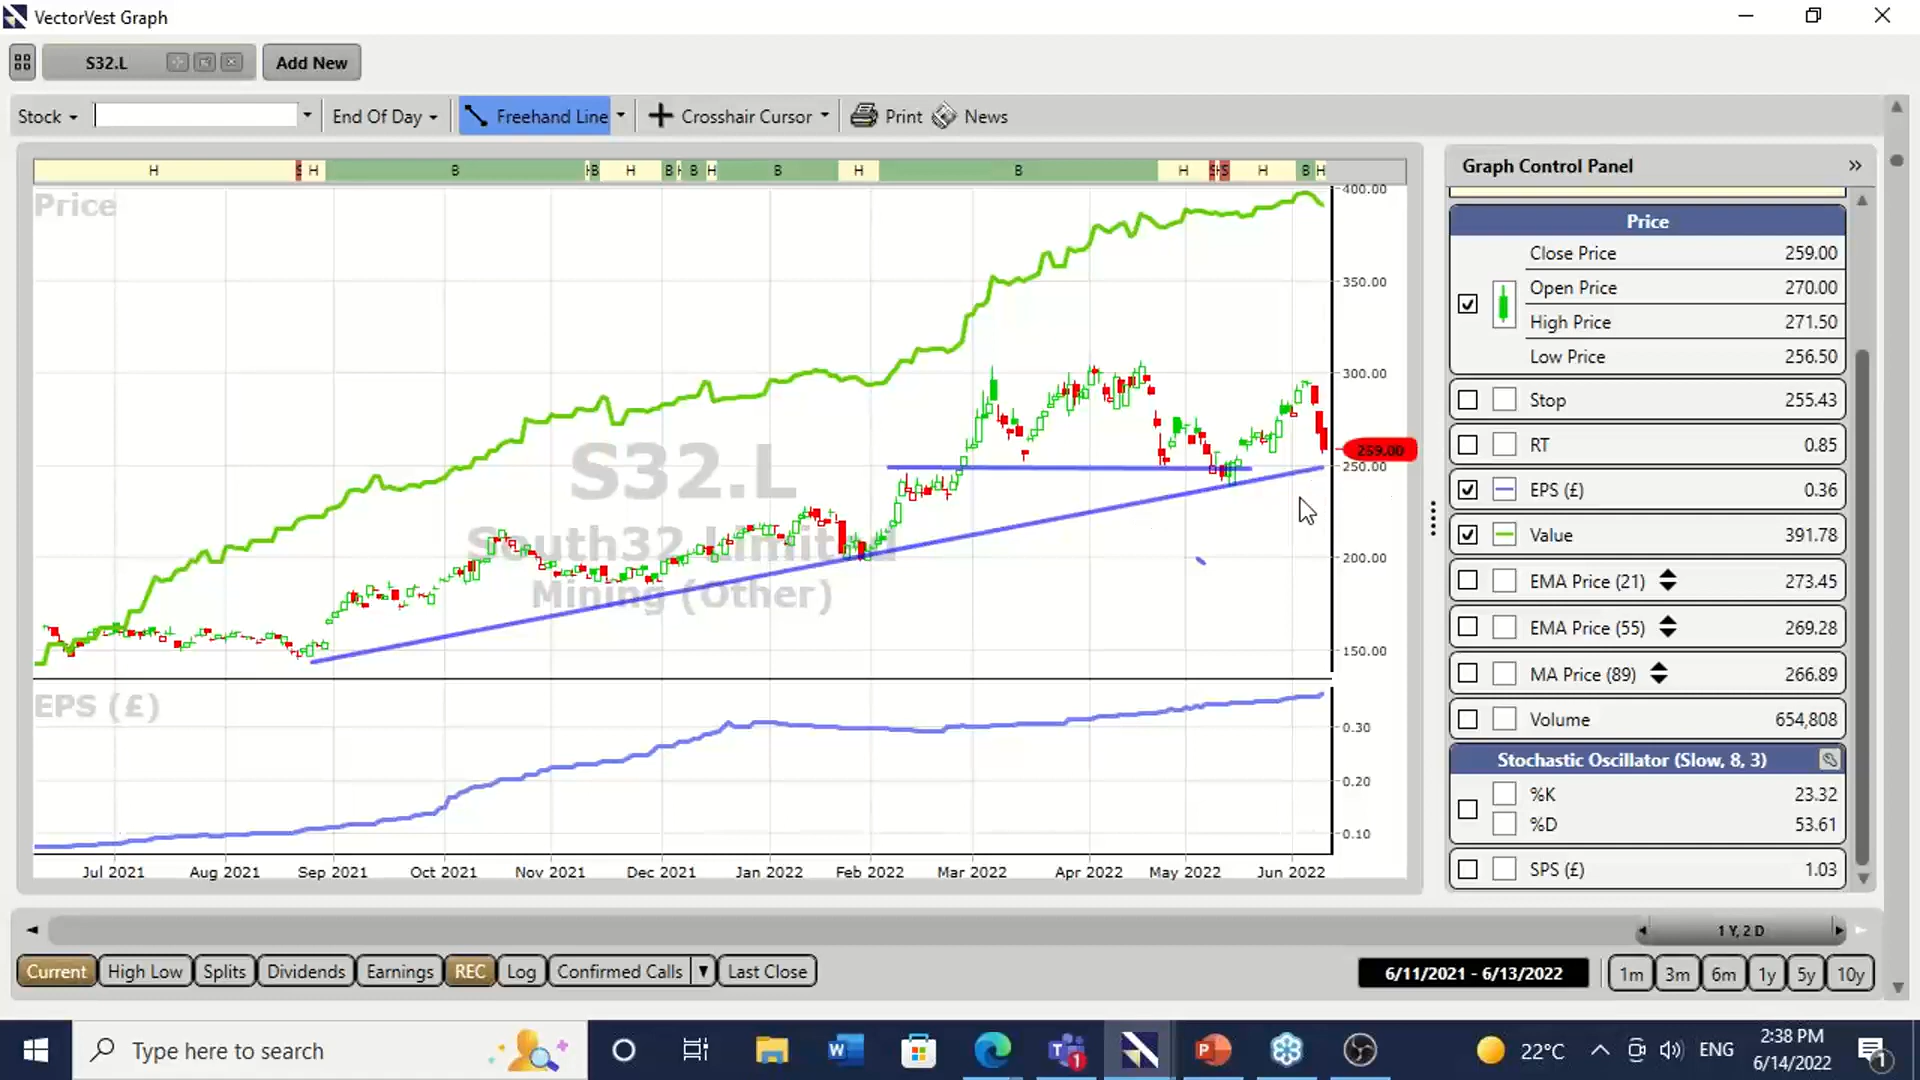 VectorVest Graph
S32.L
Add New
Stock
End Of Day
Freehand Line
Crosshair Cursor
Print
News
H S H B H B H B H B H B H B H S H S H B H
Price
400.00
350.00
300.00
259.00
250.00
200.00
150.00
S32.L
South32 Limited
Mining (Other)
EPS (£)
0.30
0.20
0.10
Jul 2021 Aug 2021 Sep 2021 Oct 2021 Nov 2021 Dec 2021 Jan 2022 Feb 2022 Mar 2022 Apr 2022 May 2022 Jun 2022
Graph Control Panel
Price
Close Price 259.00
Open Price 270.00
High Price 271.50
Low Price 256.50
Stop 255.43
RT 0.85
EPS (£) 0.36
Value 391.78
EMA Price (21) 273.45
EMA Price (55) 269.28
MA Price (89) 266.89
Volume 654,808
Stochastic Oscillator (Slow, 8, 3)
%K 23.32
%D 53.61
SPS (£) 1.03
1 Y, 2 D
Current High Low Splits Dividends Earnings REC Log Confirmed Calls Last Close
6/11/2021 - 6/13/2022
1m 3m 6m 1y 5y 10y
Type here to search
1
22°C
ENG
2:38 PM
6/14/2022
1